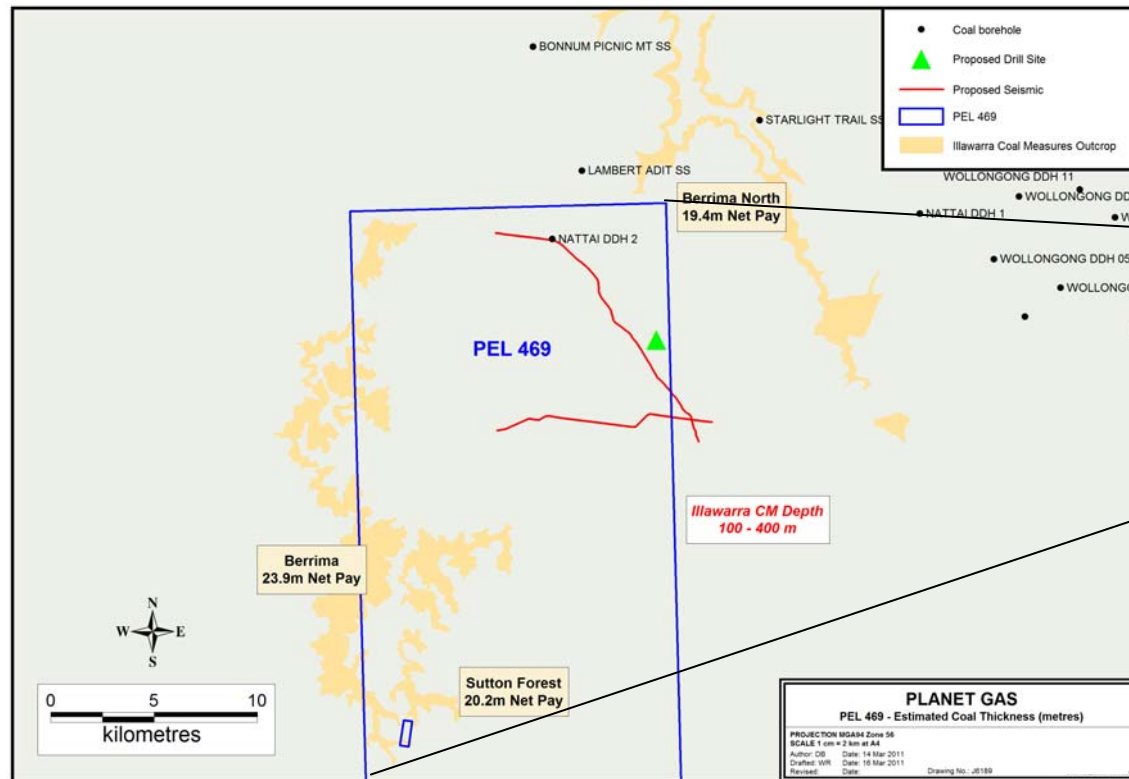 BONNUM PICNIC MT SS
Coal borehole
Proposed Drill Site
Proposed Seismic
PEL 469
Illawarra Coal Measures Outcrop
STARLIGHT TRAIL SS
LAMBERT ADIT SS
WOLLONGONG DDH 11
Berrima North
19.4m Net Pay
WOLLONGONG DD
NATTAI DDH 1
W
NATTAI DDH 2
WOLLONGONG DDH 05
WOLLONGO
PEL 469
Illawarra CM Depth
100 - 400 m
Berrima
23.9m Net Pay
N
W E
S
Sutton Forest
20.2m Net Pay
0 5 10
kilometres
PLANET GAS
PEL 469 - Estimated Coal Thickness (metres)
PROJECTION MGA94 Zone 56
SCALE 1 cm = 2 km at A4
Author: DB Date: 14 Mar 2011
Drafted: WR Date: 16 Mar 2011
Revised: Date: Drawing No.: J6189